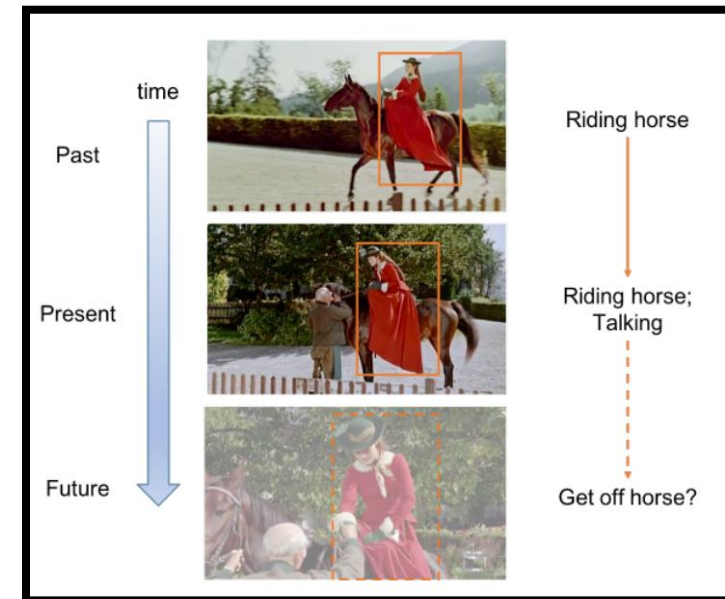 time
Past
Riding horse
Present
Riding horse;
Talking
Future
Get off horse?